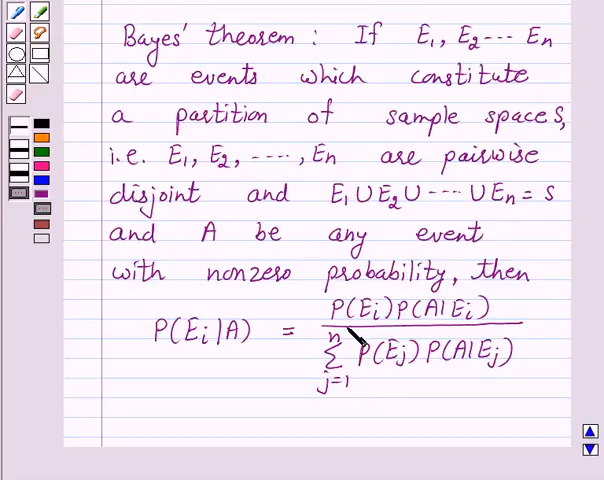 Bayes' theorem : If E₁, E₂ --- Eₙ
are events which constitute
a partition of sample space S,
i.e. E₁, E₂, ----, Eₙ are pairwise
disjoint and E₁ ∪ E₂ ∪ ---- ∪ Eₙ = S
and A be any event
with nonzero probability, then
P(Eᵢ|A) = P(Eᵢ)P(A|Eᵢ) / n Σ j=1 P(Eⱼ) P(A|Eⱼ)